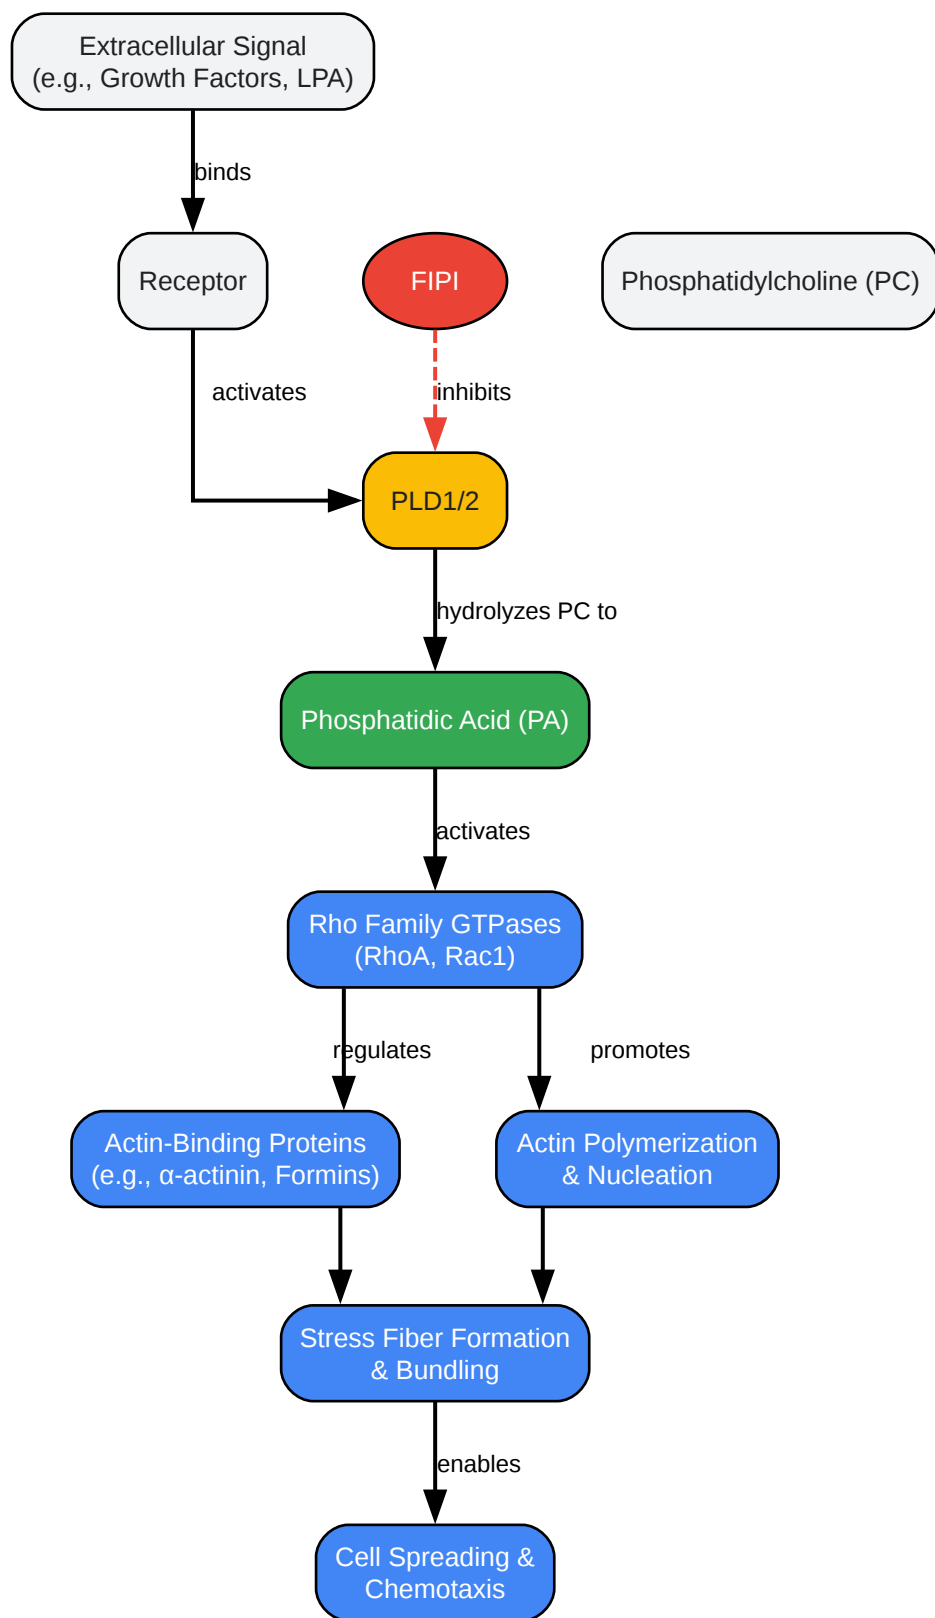 Extracellular Signal
(e.g., Growth Factors, LPA)
binds
Receptor
FIPI
Phosphatidylcholine (PC)
activates
inhibits
PLD1/2
hydrolyzes PC to
Phosphatidic Acid (PA)
activates
Rho Family GTPases
(RhoA, Rac1)
regulates
promotes
Actin-Binding Proteins
(e.g., α-actinin, Formins)
Actin Polymerization
& Nucleation
Stress Fiber Formation
& Bundling
enables
Cell Spreading &
Chemotaxis